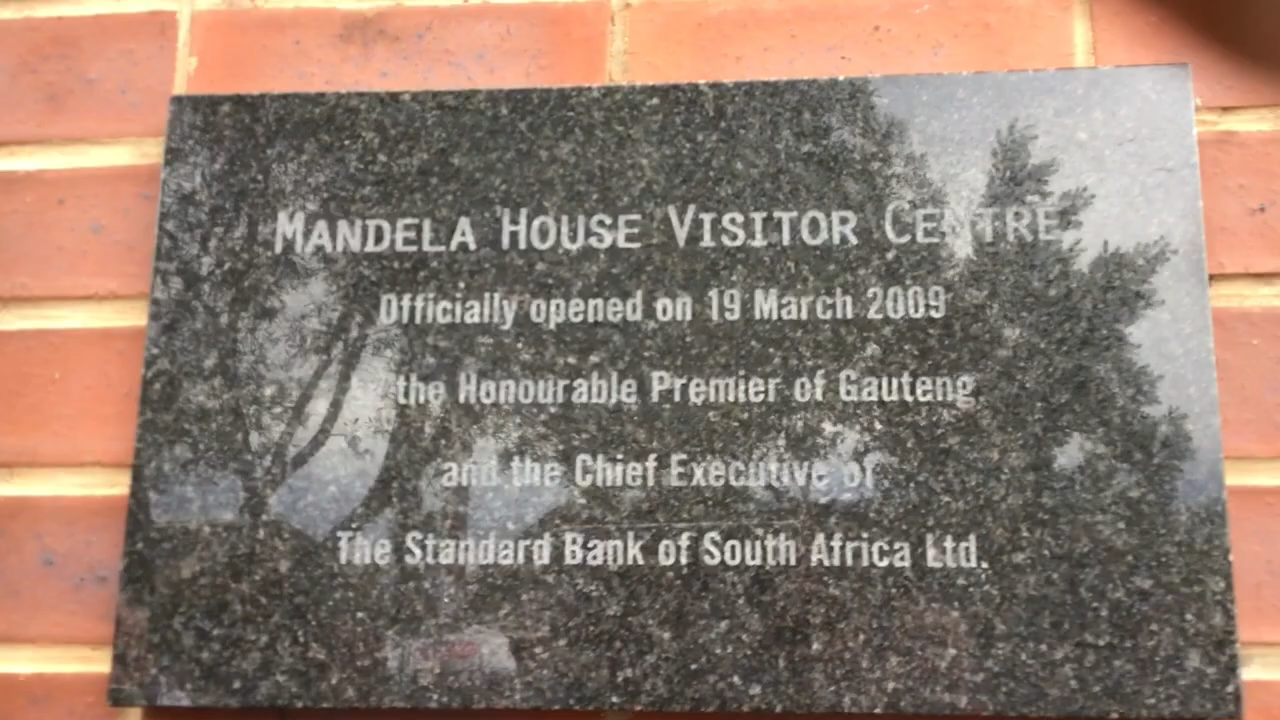 MANDELA HOUSE VISITOR CENTRE
Officially opened on 19 March 2009
the Honourable Premier of Gauteng
and the Chief Executive of
The Standard Bank of South Africa Ltd.